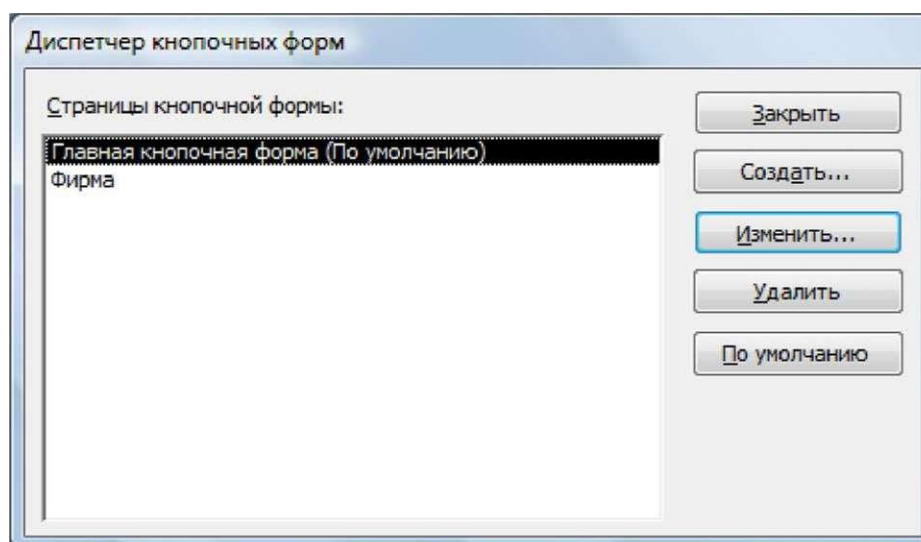 Диспетчер кнопочных форм
Страницы кнопочной формы:
Главная кнопочная форма (По умолчанию)
Фирма
Закрыть
Создать...
Изменить...
Удалить
По умолчанию